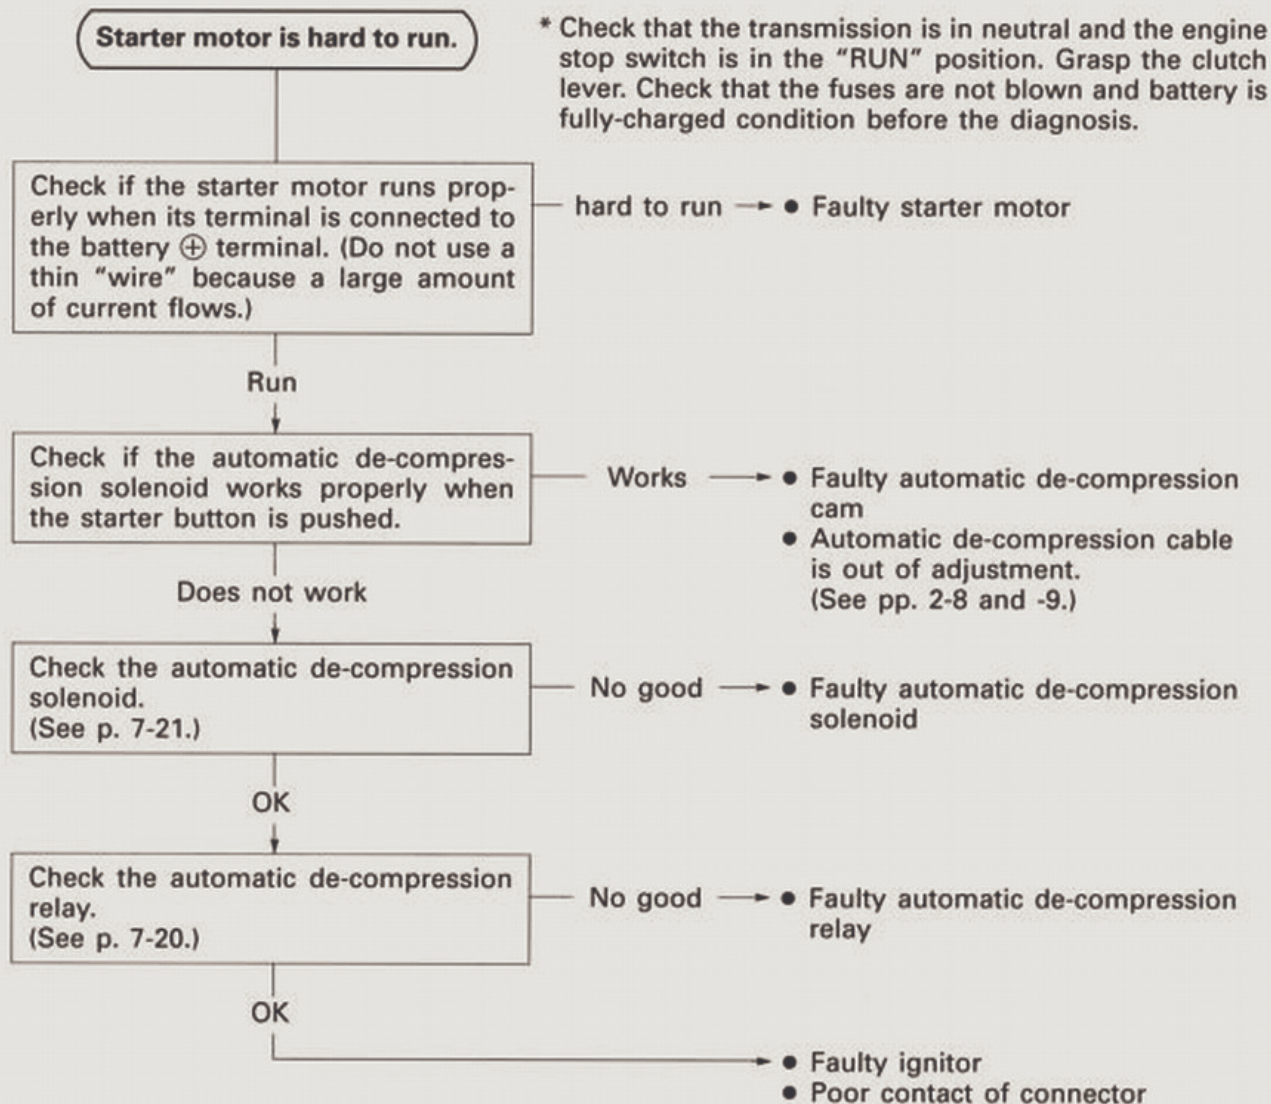 Starter motor is hard to run.
* Check that the transmission is in neutral and the engine
stop switch is in the “RUN” position. Grasp the clutch
lever. Check that the fuses are not blown and battery is
fully-charged condition before the diagnosis.
Check if the starter motor runs prop-
erly when its terminal is connected to
the battery ⊕ terminal. (Do not use a
thin “wire” because a large amount
of current flows.)
hard to run
● Faulty starter motor
Run
Check if the automatic de-compres-
sion solenoid works properly when
the starter button is pushed.
Works
● Faulty automatic de-compression
cam
● Automatic de-compression cable
is out of adjustment.
(See pp. 2-8 and -9.)
Does not work
Check the automatic de-compression
solenoid.
(See p. 7-21.)
No good
● Faulty automatic de-compression
solenoid
OK
Check the automatic de-compression
relay.
(See p. 7-20.)
No good
● Faulty automatic de-compression
relay
OK
● Faulty ignitor
● Poor contact of connector